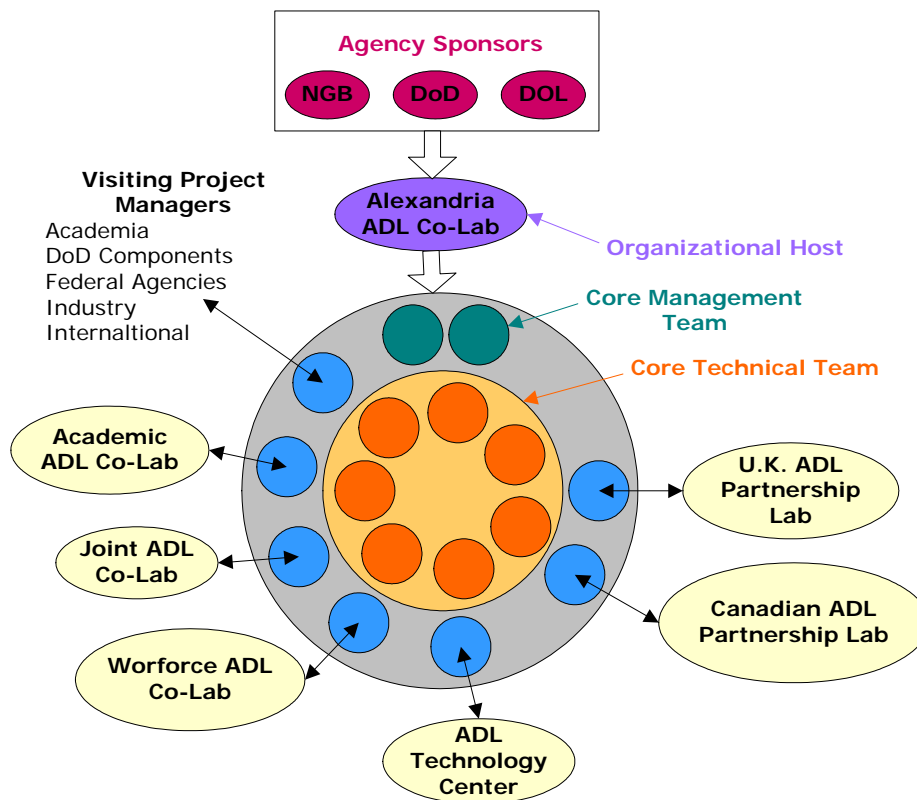 Agency Sponsors
NGB
DoD
DOL
Alexandria
ADL Co-Lab
Organizational Host
Visiting Project
Managers
Academia
DoD Components
Federal Agencies
Industry
Internaltional
Core Management
Team
Core Technical Team
Academic
ADL Co-Lab
Joint ADL
Co-Lab
Worforce ADL
Co-Lab
ADL
Technology
Center
U.K. ADL
Partnership
Lab
Canadian ADL
Partnership Lab